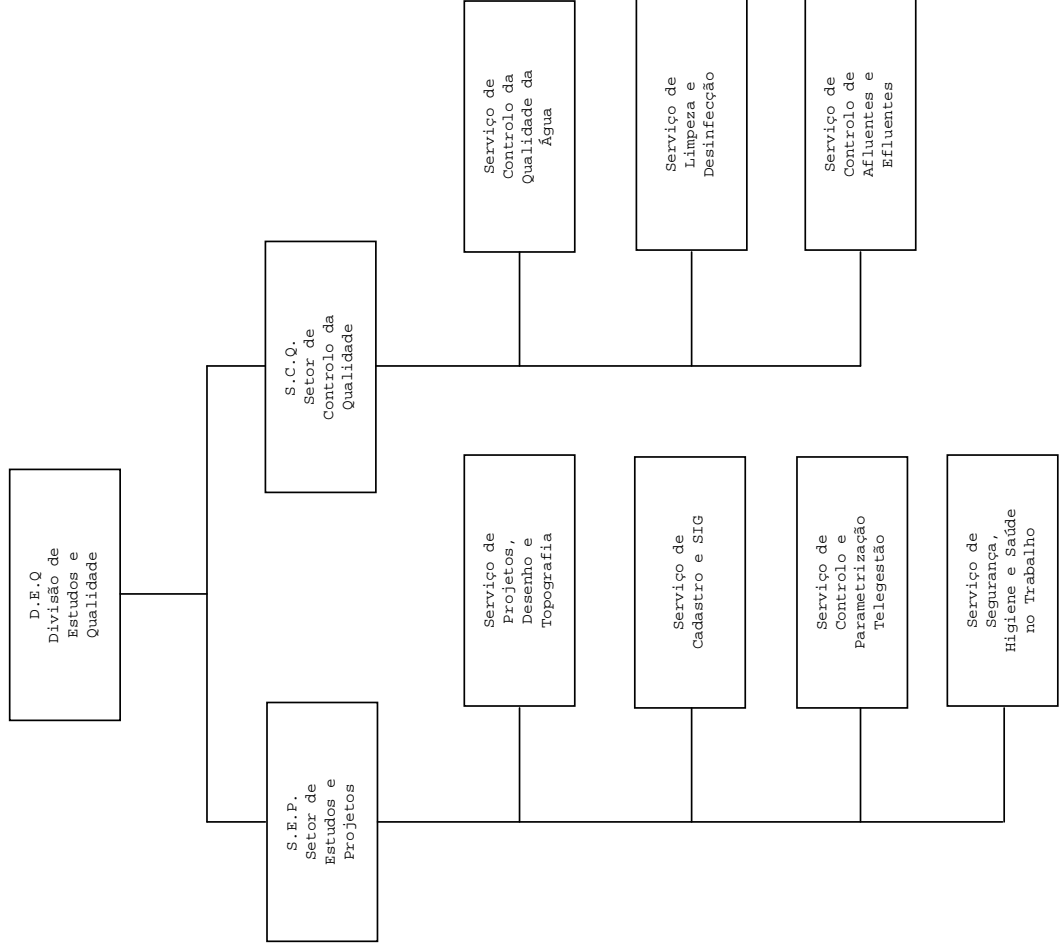 D.E.Q
Divisão de
Estudos e
Qualidade
S.E.P.
Setor de
Estudos e
Projetos
S.C.Q.
Setor de
Controlo da
Qualidade
Serviço de
Projetos,
Desenho e
Topografia
Serviço de
Cadastro e SIG
Serviço de
Controlo e
Parametrização
Telegestão
Serviço de
Segurança,
Higiene e Saúde
no Trabalho
Serviço de
Controlo da
Qualidade da
Água
Serviço de
Limpeza e
Desinfecção
Serviço de
Controlo de
Afluentes e
Efluentes